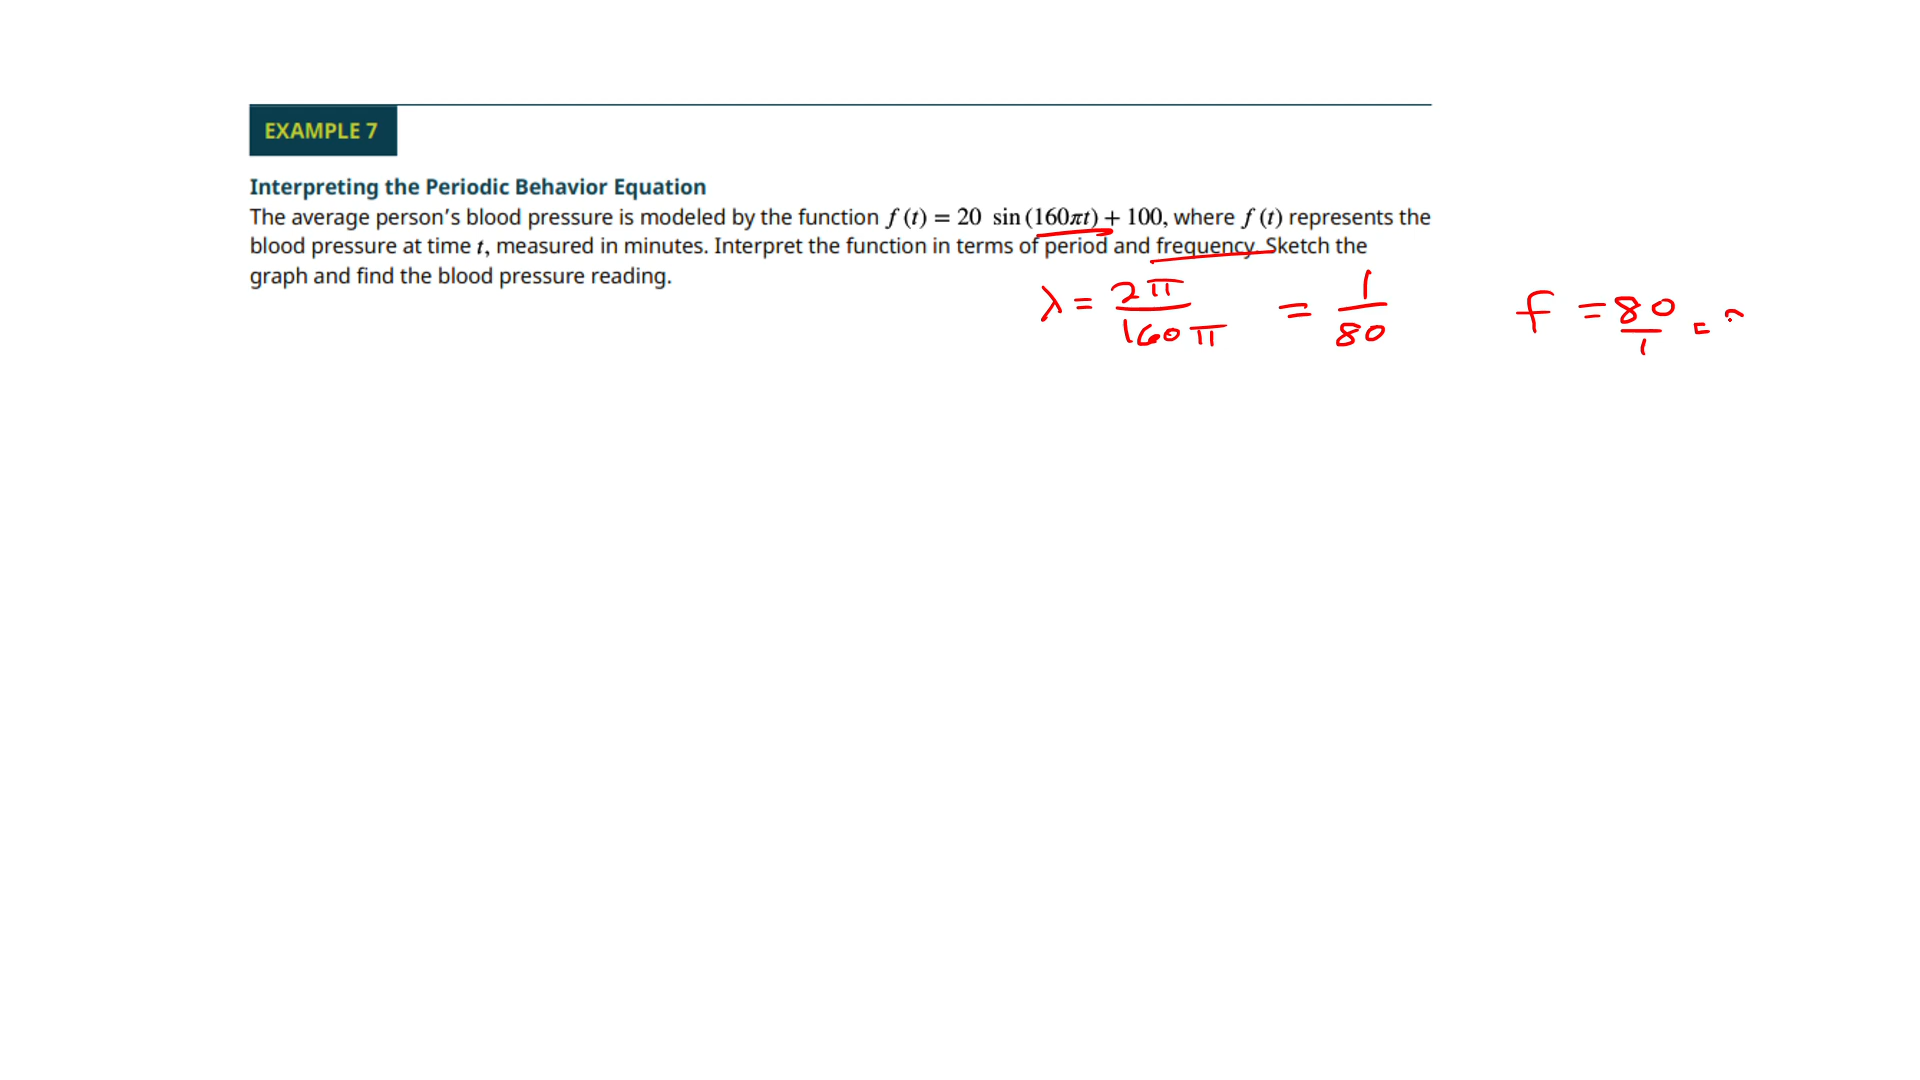 EXAMPLE 7
Interpreting the Periodic Behavior Equation
The average person's blood pressure is modeled by the function f (t) = 20 sin (160πt) + 100, where f (t) represents the
blood pressure at time t, measured in minutes. Interpret the function in terms of period and frequency. Sketch the
graph and find the blood pressure reading.
λ = 2π/160π = 1/80 f = 80/1 =